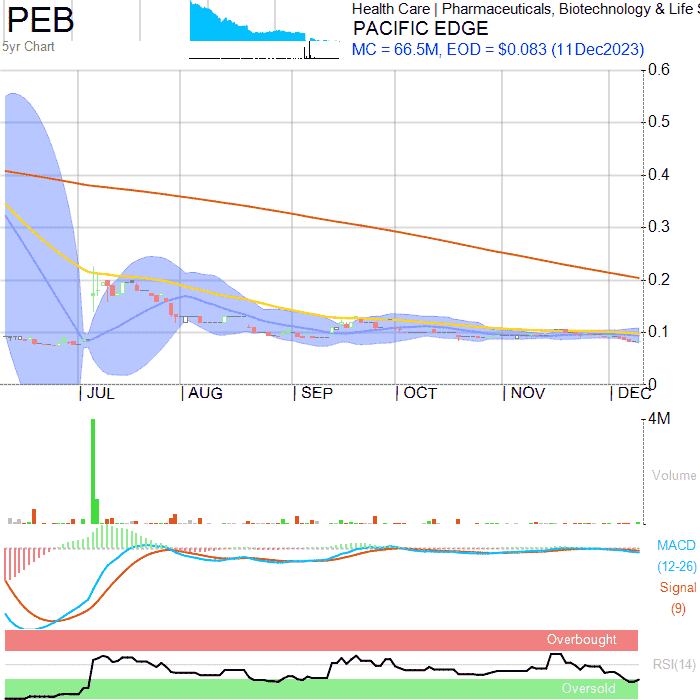 PEB
5yr Chart
Health Care | Pharmaceuticals, Biotechnology & Life
PACIFIC EDGE
MC = 66.5M, EOD = $0.083 (11Dec2023)
0.6
0.5
0.4
0.3
0.2
0.1
0
JUL
AUG
SEP
OCT
NOV
DEC
4M
Volume
MACD
(12-26)
Signal
(9)
Overbought
RSI(14)
Oversold